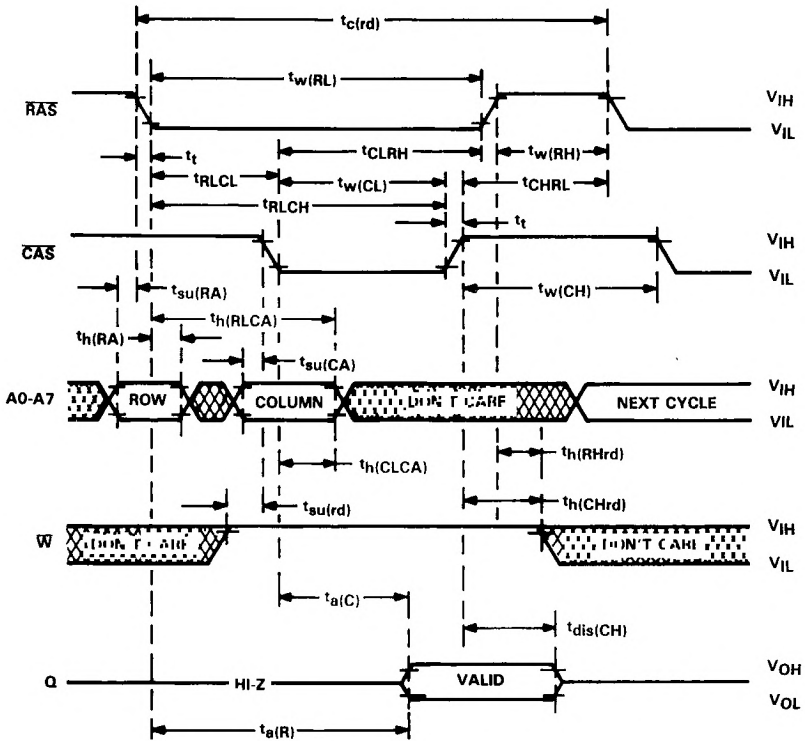 tc(rd)
tw(RL)
RAS
VIH
VIL
tt
tCLRH
tw(RH)
tRLCL
tw(CL)
tCHRL
tRLCH
tt
CAS
VIH
VIL
tsu(RA)
tw(CH)
th(RA)
th(RLCA)
tsu(CA)
A0-A7
ROW
COLUMN
DON'T CARE
NEXT CYCLE
VIH
VIL
th(RHrd)
th(CLCA)
tsu(rd)
th(CHrd)
W
DON'T CARE
DON'T CARE
VIH
VIL
ta(C)
tdis(CH)
Q
HI-Z
VALID
VOH
VOL
ta(R)